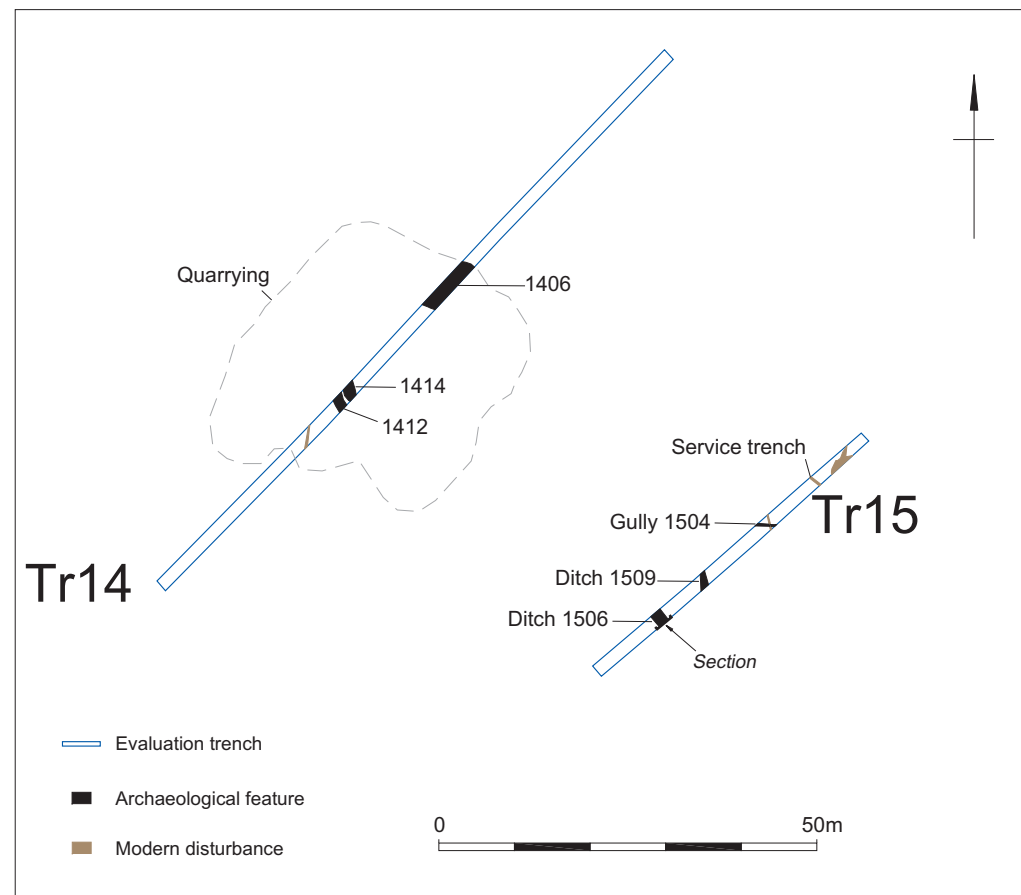 Quarrying
1406
1414
1412
Service trench
Tr15
Gully 1504
Ditch 1509
Tr14
Ditch 1506
Section
Evaluation trench
Archaeological feature
Modern disturbance
0
50m